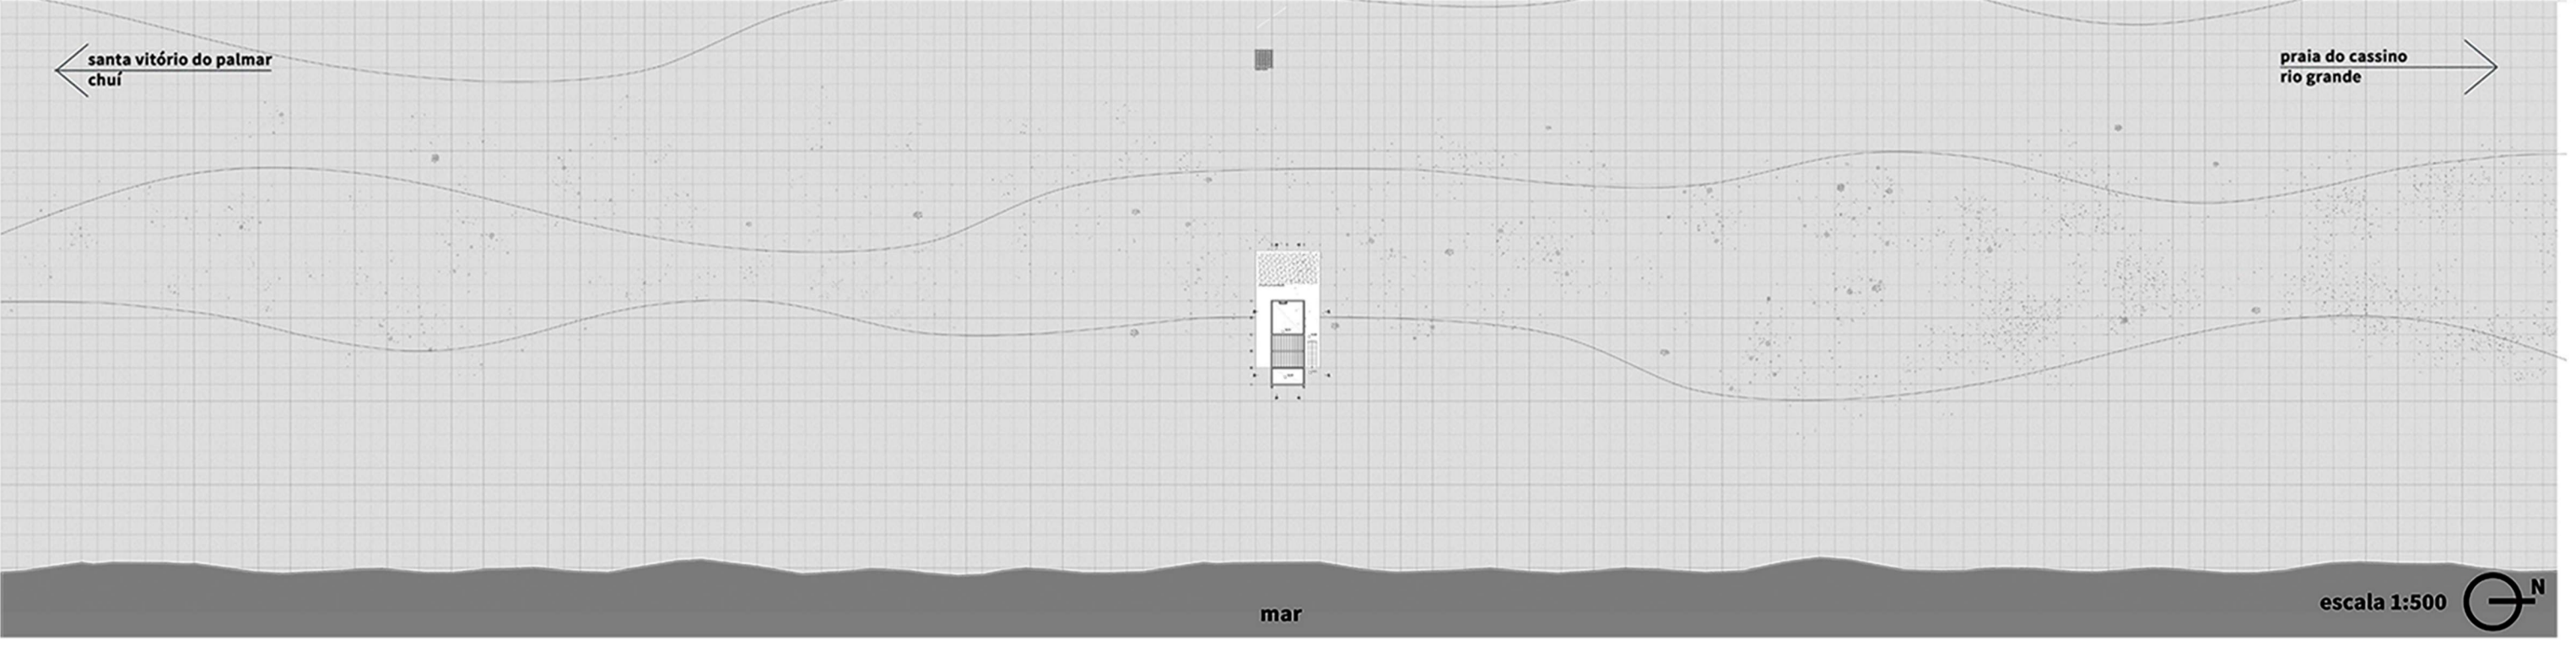 santa vitório do palmar
chuí
praia do cassino
rio grande
mar
escala 1:500
N